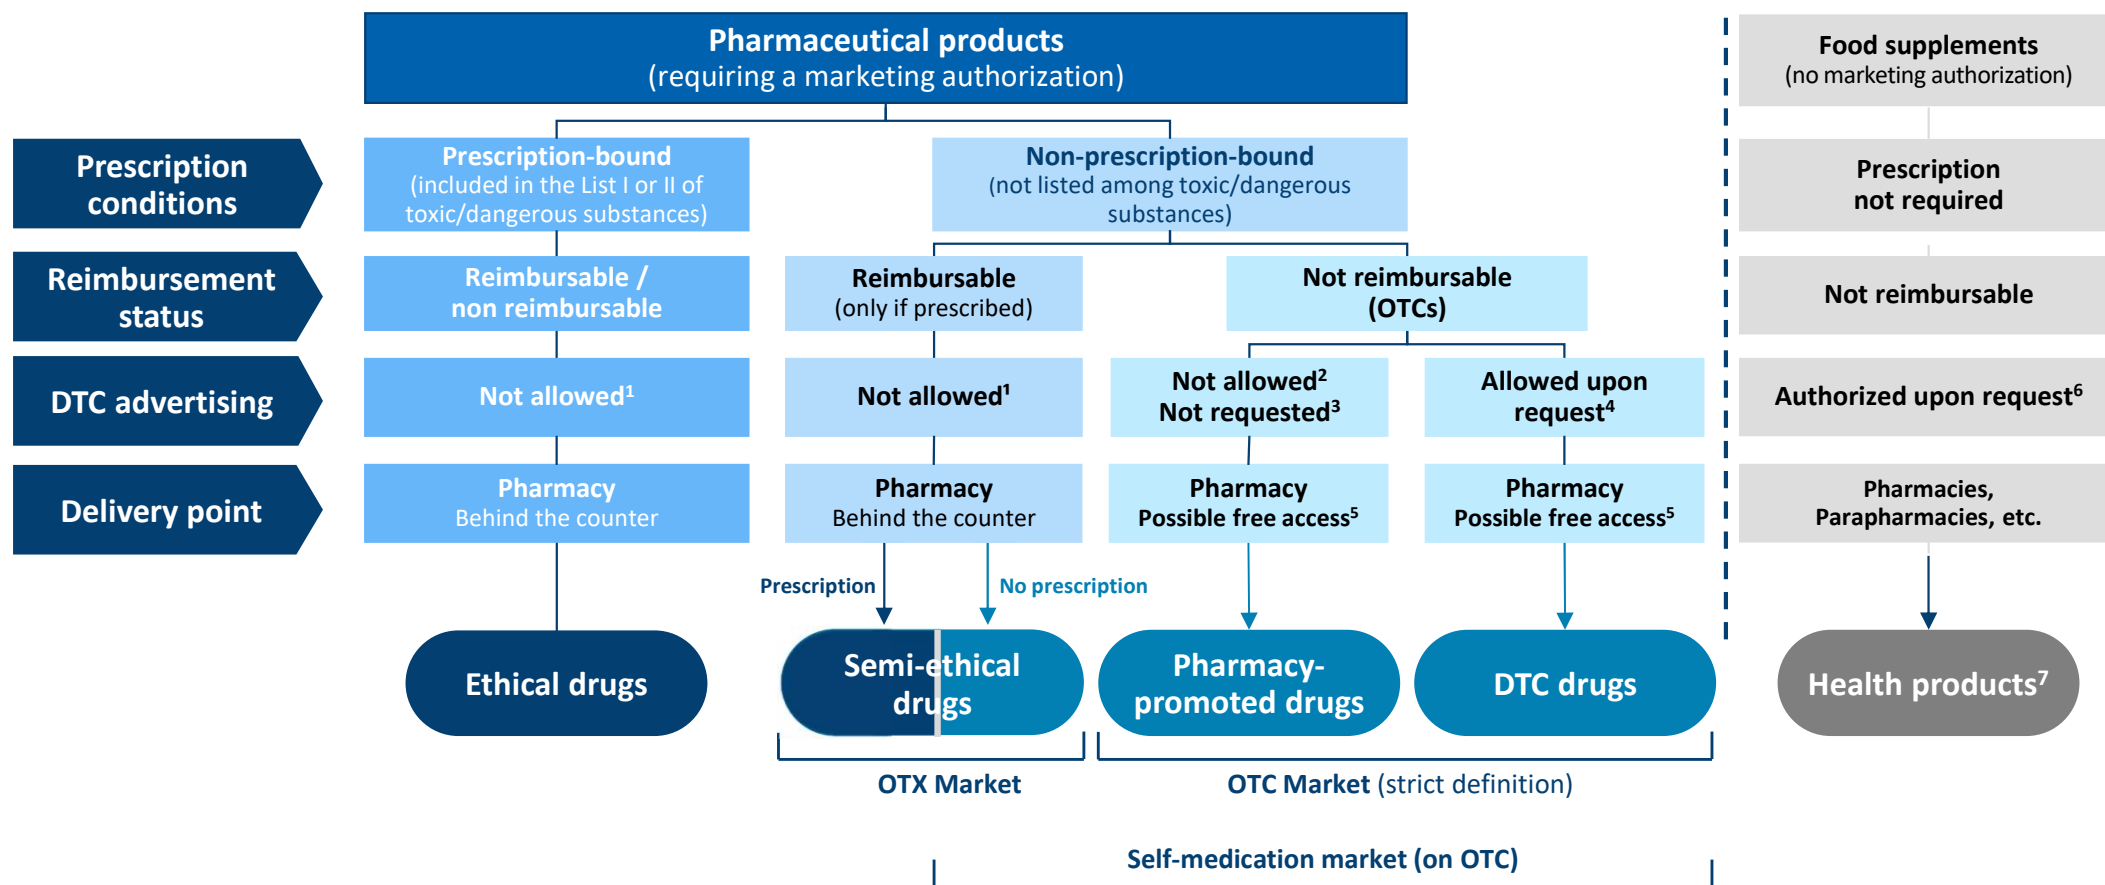 Pharmaceutical products
(requiring a marketing authorization)
Food supplements
(no marketing authorization)
Prescription
conditions
Prescription-bound
(included in the List I or II of
toxic/dangerous substances)
Non-prescription-bound
(not listed among toxic/dangerous
substances)
Prescription
not required
Reimbursement
status
Reimbursable /
non reimbursable
Reimbursable
(only if prescribed)
Not reimbursable
(OTCs)
Not reimbursable
DTC advertising
Not allowed¹
Not allowed¹
Not allowed²
Not requested³
Allowed upon
request⁴
Authorized upon request⁶
Delivery point
Pharmacy
Behind the counter
Pharmacy
Behind the counter
Pharmacy
Possible free access⁵
Pharmacy
Possible free access⁵
Pharmacies,
Parapharmacies, etc.
Prescription
No prescription
Ethical drugs
Semi-ethical
drugs
Pharmacy-
promoted drugs
DTC drugs
Health products⁷
OTX Market
OTC Market (strict definition)
Self-medication market (on OTC)